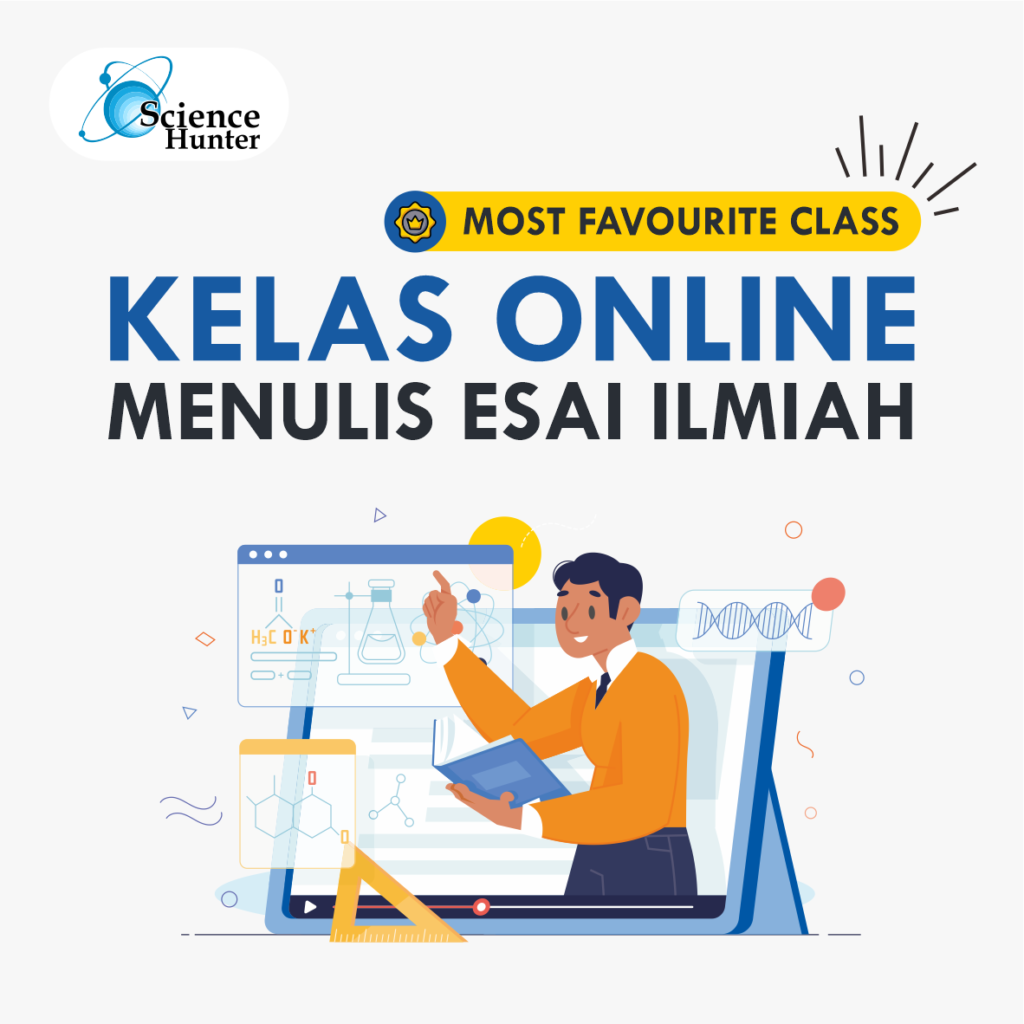 Science
Hunter
MOST FAVOURITE CLASS
KELAS ONLINE
MENULIS ESAI ILMIAH
O
H₃C O⁻K⁺
+
O
O